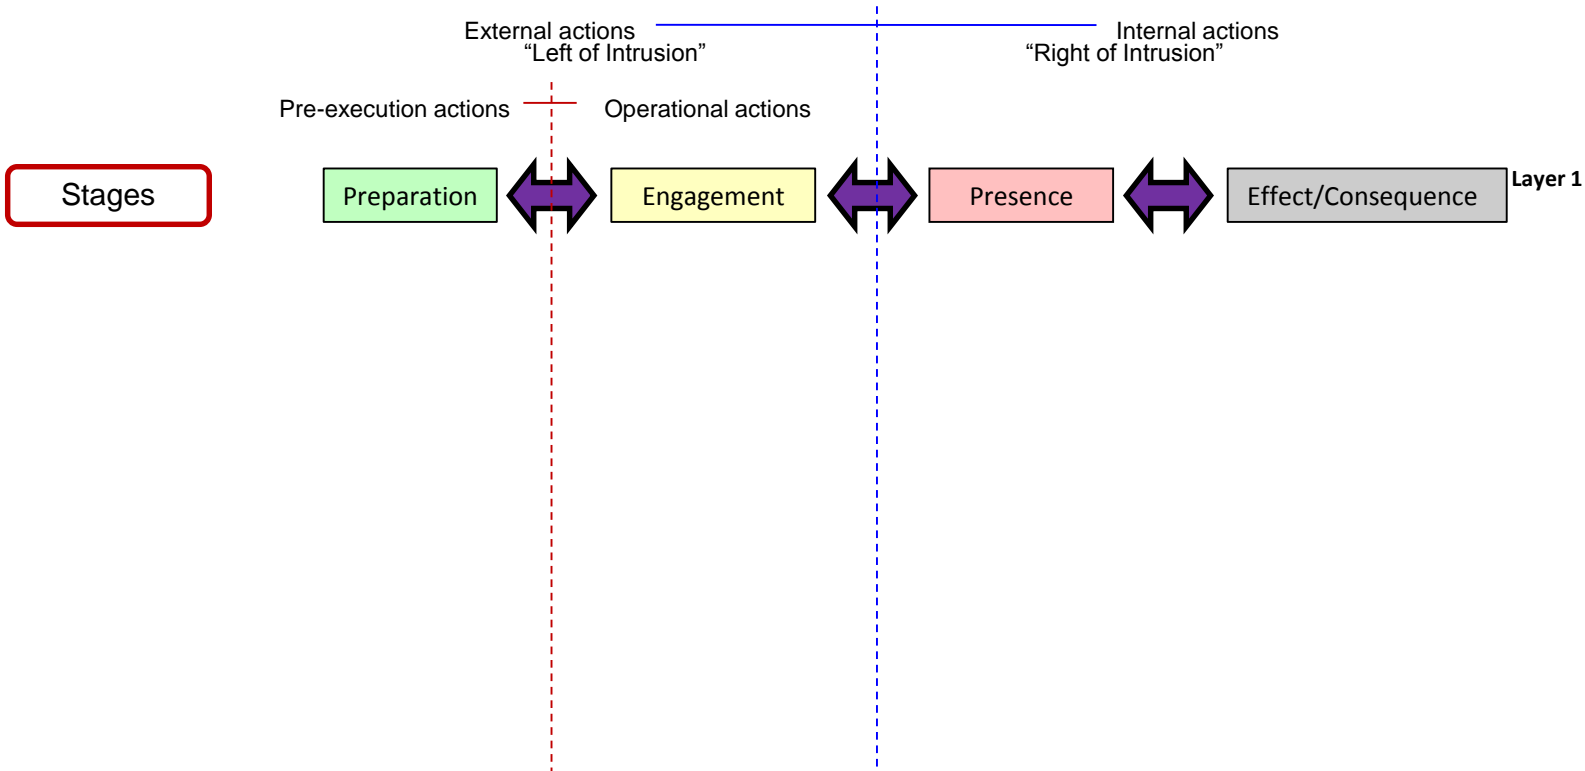 External actions
Internal actions
“Left of Intrusion”
“Right of Intrusion”
Pre-execution actions
Operational actions
Stages
Preparation
Engagement
Presence
Effect/Consequence
Layer 1